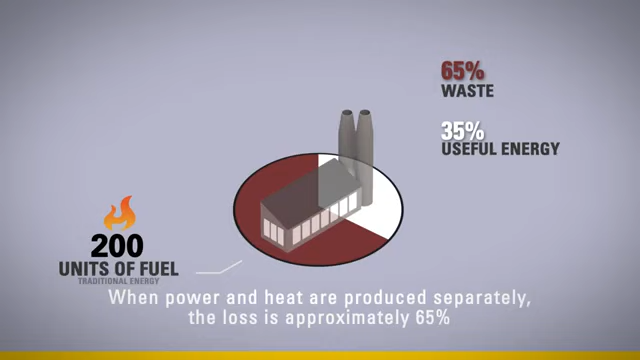 65%
WASTE
35%
USEFUL ENERGY
200
UNITS OF FUEL
TRADITIONAL ENERGY
When power and heat are produced separately,
the loss is approximately 65%